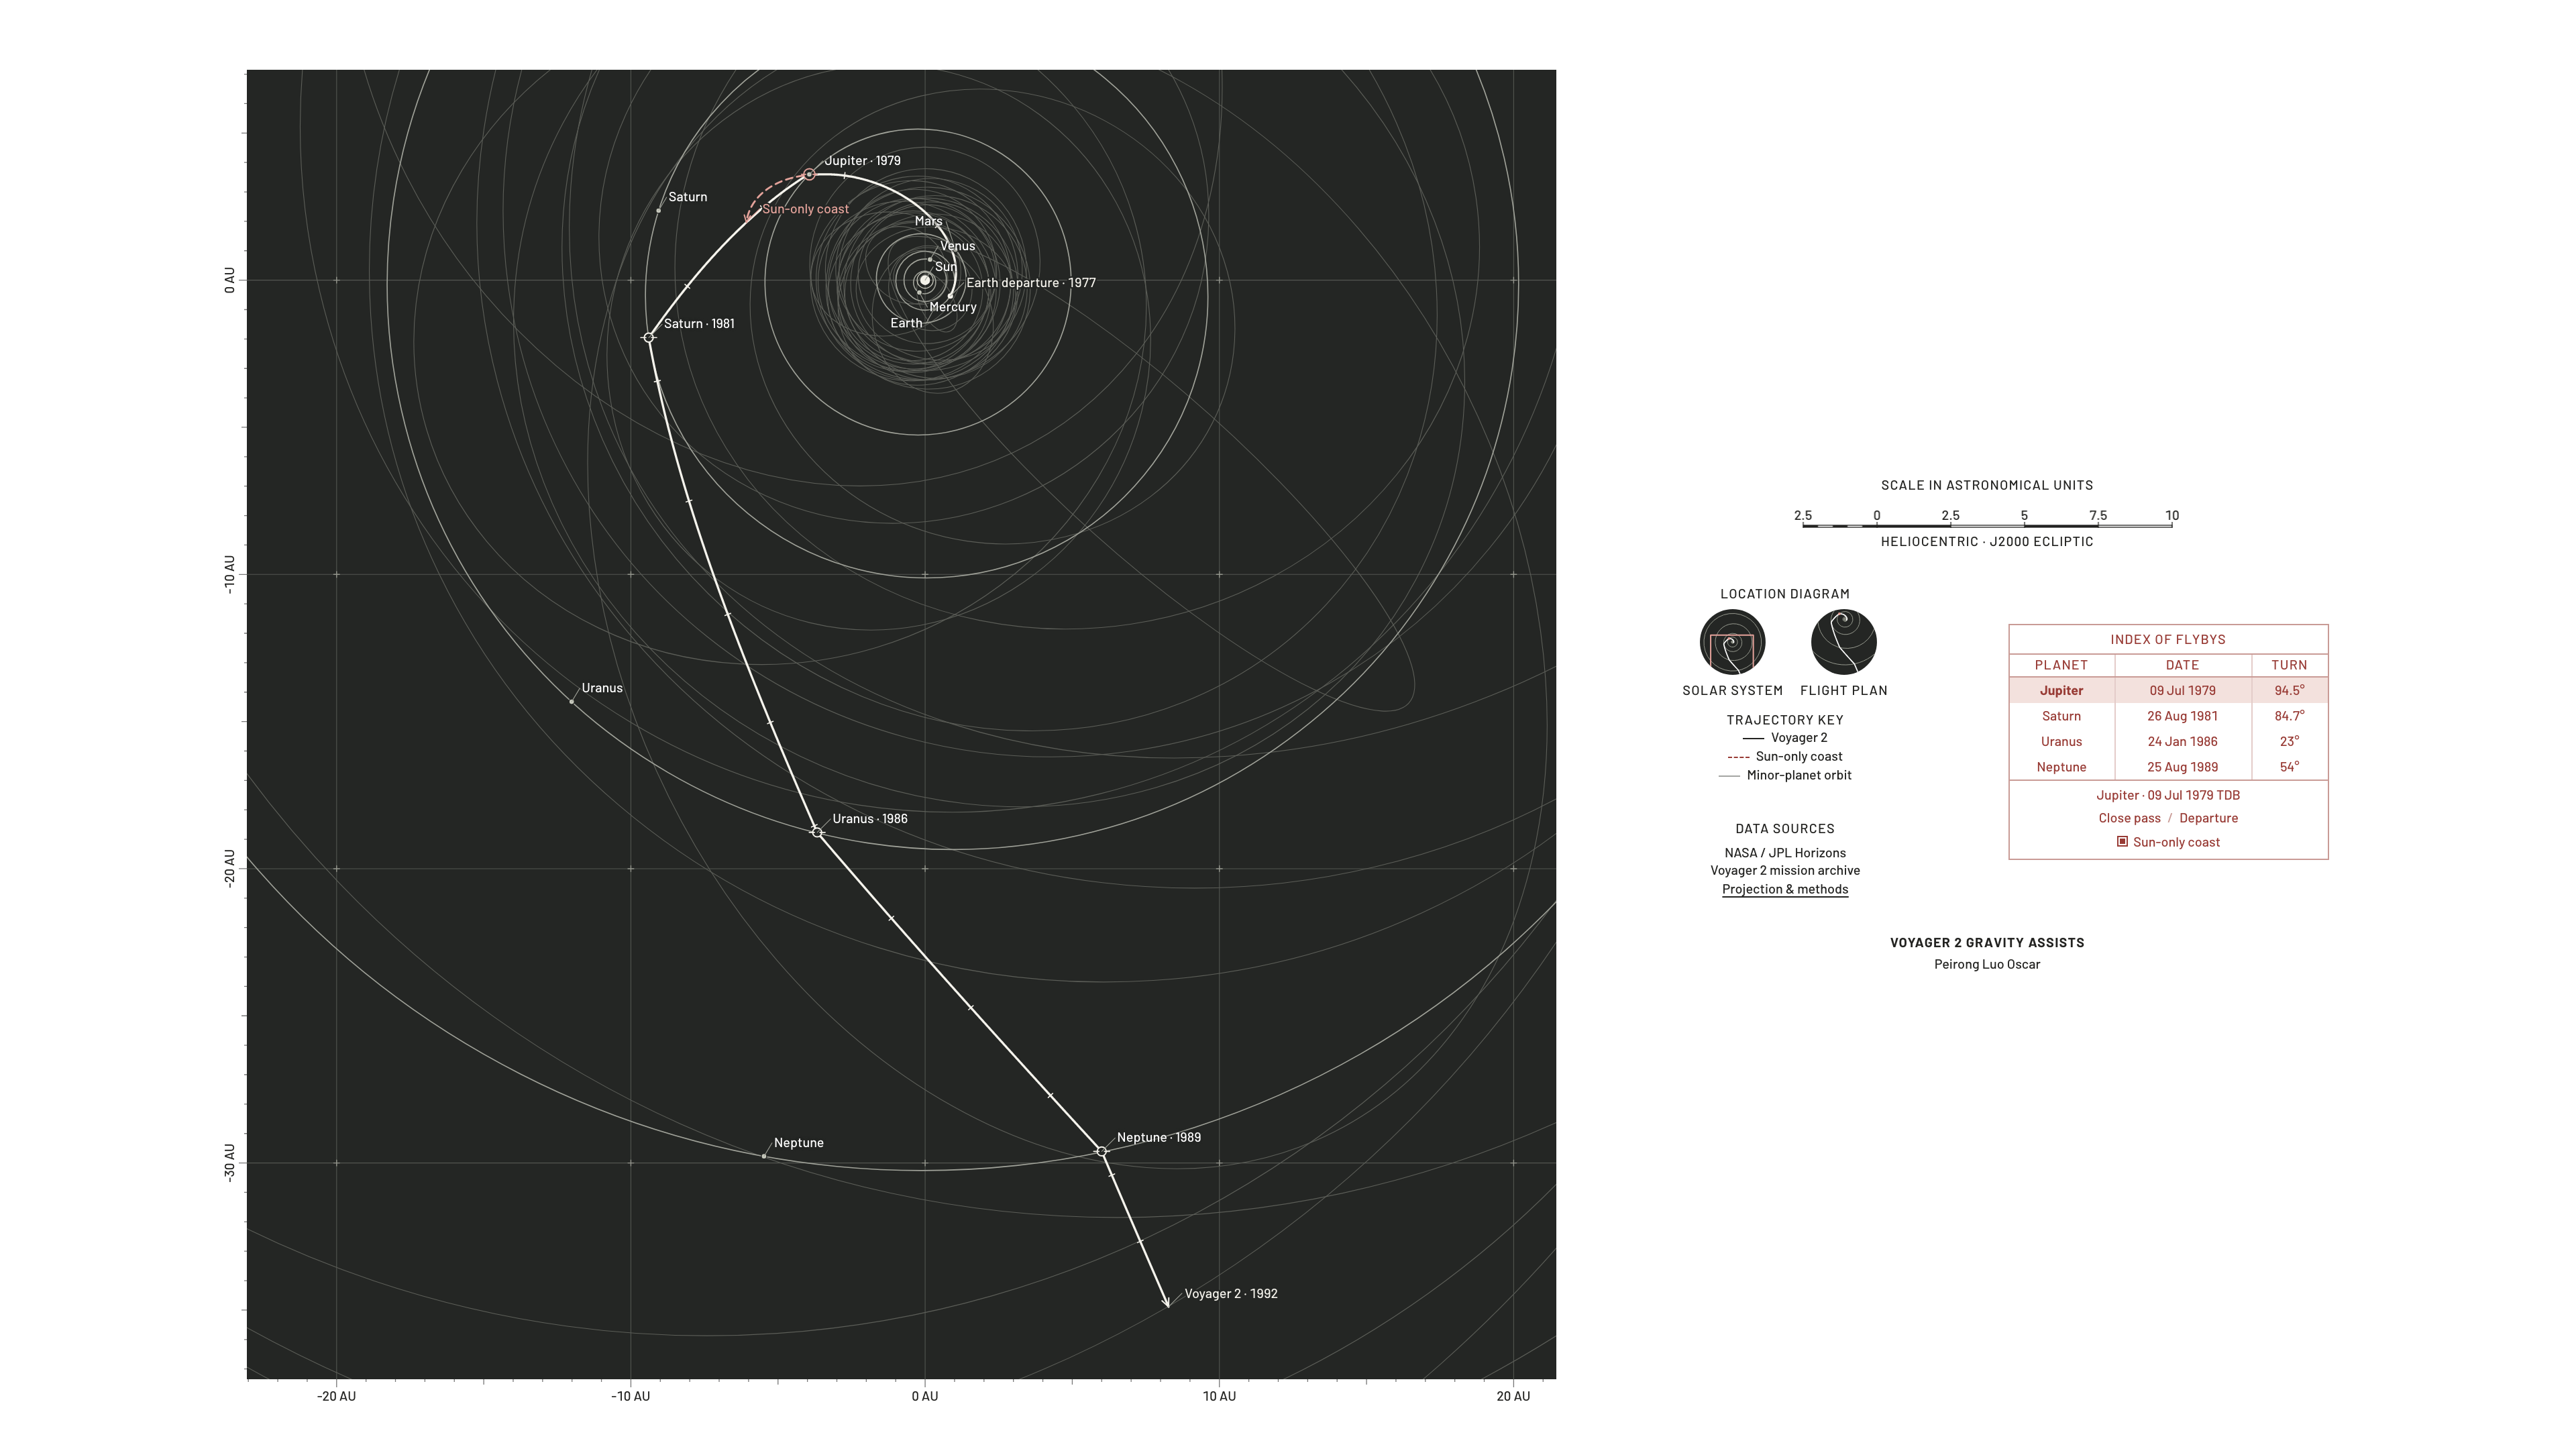 Jupiter · 1979
Saturn
Sun-only coast
Mars
Venus
Sun
Earth departure · 1977
Mercury
Earth
Saturn · 1981
Uranus
Uranus · 1986
Neptune
Neptune · 1989
Voyager 2 · 1992
0 AU
-10 AU
-20 AU
-30 AU
-20 AU
-10 AU
0 AU
10 AU
20 AU
SCALE IN ASTRONOMICAL UNITS
2.5 0 2.5 5 7.5 10
HELIOCENTRIC · J2000 ECLIPTIC
LOCATION DIAGRAM
SOLAR SYSTEM
FLIGHT PLAN
TRAJECTORY KEY
Voyager 2
Sun-only coast
Minor-planet orbit
DATA SOURCES
NASA / JPL Horizons
Voyager 2 mission archive
Projection & methods
INDEX OF FLYBYS
PLANET DATE TURN
Jupiter 09 Jul 1979 94.5°
Saturn 26 Aug 1981 84.7°
Uranus 24 Jan 1986 23°
Neptune 25 Aug 1989 54°
Jupiter · 09 Jul 1979 TDB
Close pass / Departure
Sun-only coast
VOYAGER 2 GRAVITY ASSISTS
Peirong Luo Oscar